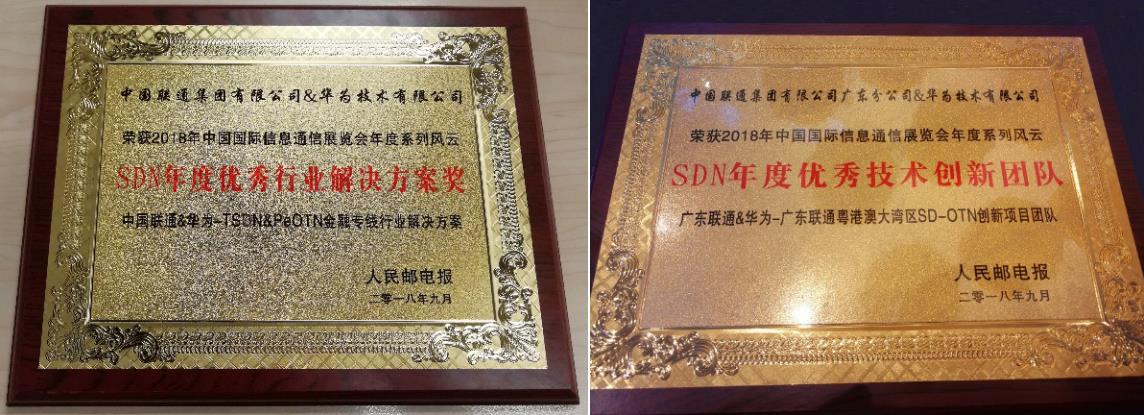 中国联通集团有限公司&华为技术有限公司
荣获2018年中国国际信息通信展览会年度系列风云
SDN年度优秀行业解决方案奖
中国联通&华为-TSDN&PeOTN金融专线行业解决方案
人民邮电报
二零一八年九月
中国联通集团有限公司广东分公司&华为技术有限公司
荣获2018年中国国际信息通信展览会年度系列风云
SDN年度优秀技术创新团队
广东联通&华为-广东联通粤港澳大湾区SD-OTN创新项目团队
人民邮电报
二零一八年九月